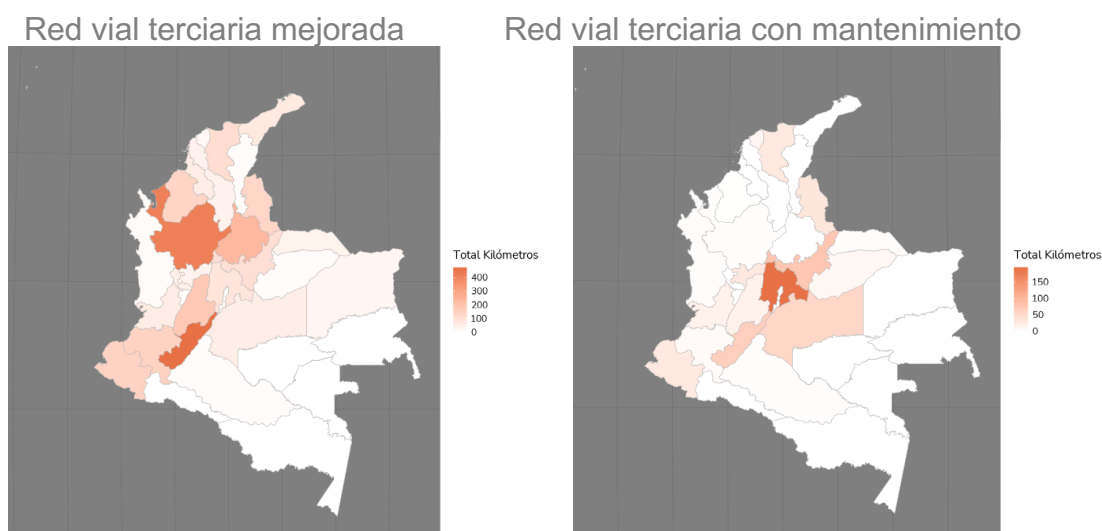 Red vial terciaria mejorada
Red vial terciaria con mantenimiento
Total Kilómetros
400
300
200
100
0
Total Kilómetros
150
100
50
0